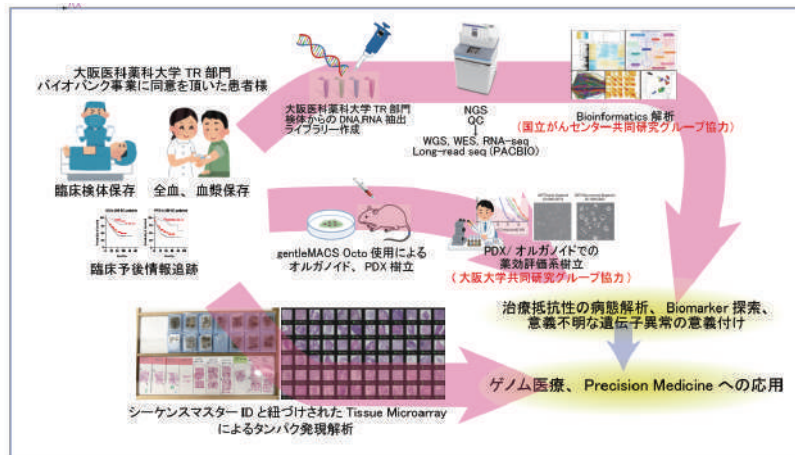 大阪医科薬科大学 TR 部門
バイオバンク事業に同意を頂いた患者様
臨床検体保存
全血、血漿保存
臨床予後情報追跡
大阪医科薬科大学 TR 部門
検体からの DNA,RNA 抽出
ライブラリー作成
NGS
QC
↓
WGS, WES, RNA-seq
Long-read seq (PACBIO)
Bioinformatics 解析
(国立がんセンター共同研究グループ協力)
gentleMACS Octo 使用による
オルガノイド、PDX 樹立
PDX/ オルガノイドでの
薬効評価系樹立
(大阪大学共同研究グループ協力)
治療抵抗性の病態解析、Biomarker 探索、
意義不明な遺伝子異常の意義付け
ゲノム医療、Precision Medicine への応用
シーケンスマスター ID と紐づけされた Tissue Microarray
によるタンパク発現解析